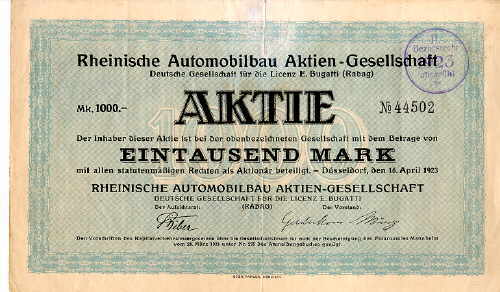 Rheinische Automobilbau Aktien-Gesellschaft
Deutsche Gesellschaft für die Licenz E. Bugatti (Rabag)
Mk. 1000.-
AKTIE
№ 44502
1000
Der Inhaber dieser Aktie ist bei der obenbezeichneten Gesellschaft mit dem Betrage von
EINTAUSEND MARK
mit allen statutenmäßigen Rechten als Aktionär beteiligt. – Düsseldorf, den 16. April 1923
RHEINISCHE AUTOMOBILBAU AKTIEN-GESELLSCHAFT
DEUTSCHE GESELLSCHAFT FÜR DIE LICENZ E. BUGATTI
(RABAG)
Der Aufsichtsrat:
Der Vorstand: